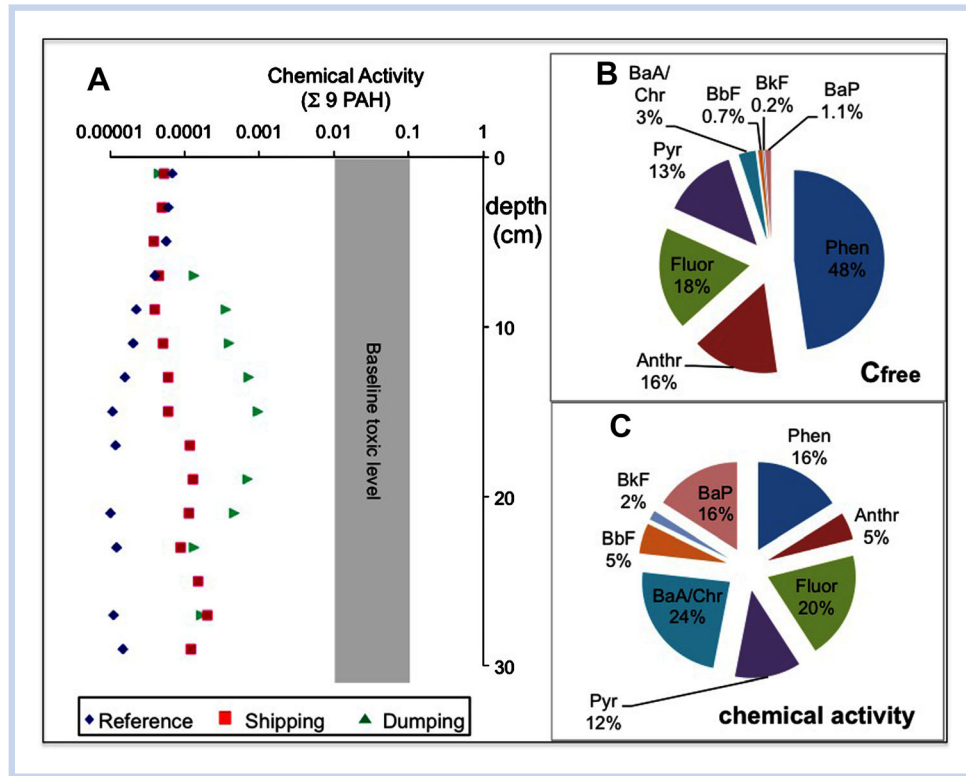 A
Chemical Activity
(Σ 9 PAH)
0.00001 0.0001 0.001 0.01 0.1 1
0
depth
(cm)
10
20
30
Baseline toxic level
Reference Shipping Dumping
B
BaA/
Chr
3%
BbF
0.7%
BkF
0.2%
BaP
1.1%
Pyr
13%
Phen
48%
Fluor
18%
Anthr
16%
Cfree
C
Phen
16%
BkF
2%
BaP
16%
Anthr
5%
BbF
5%
BaA/Chr
24%
Fluor
20%
Pyr
12%
chemical activity